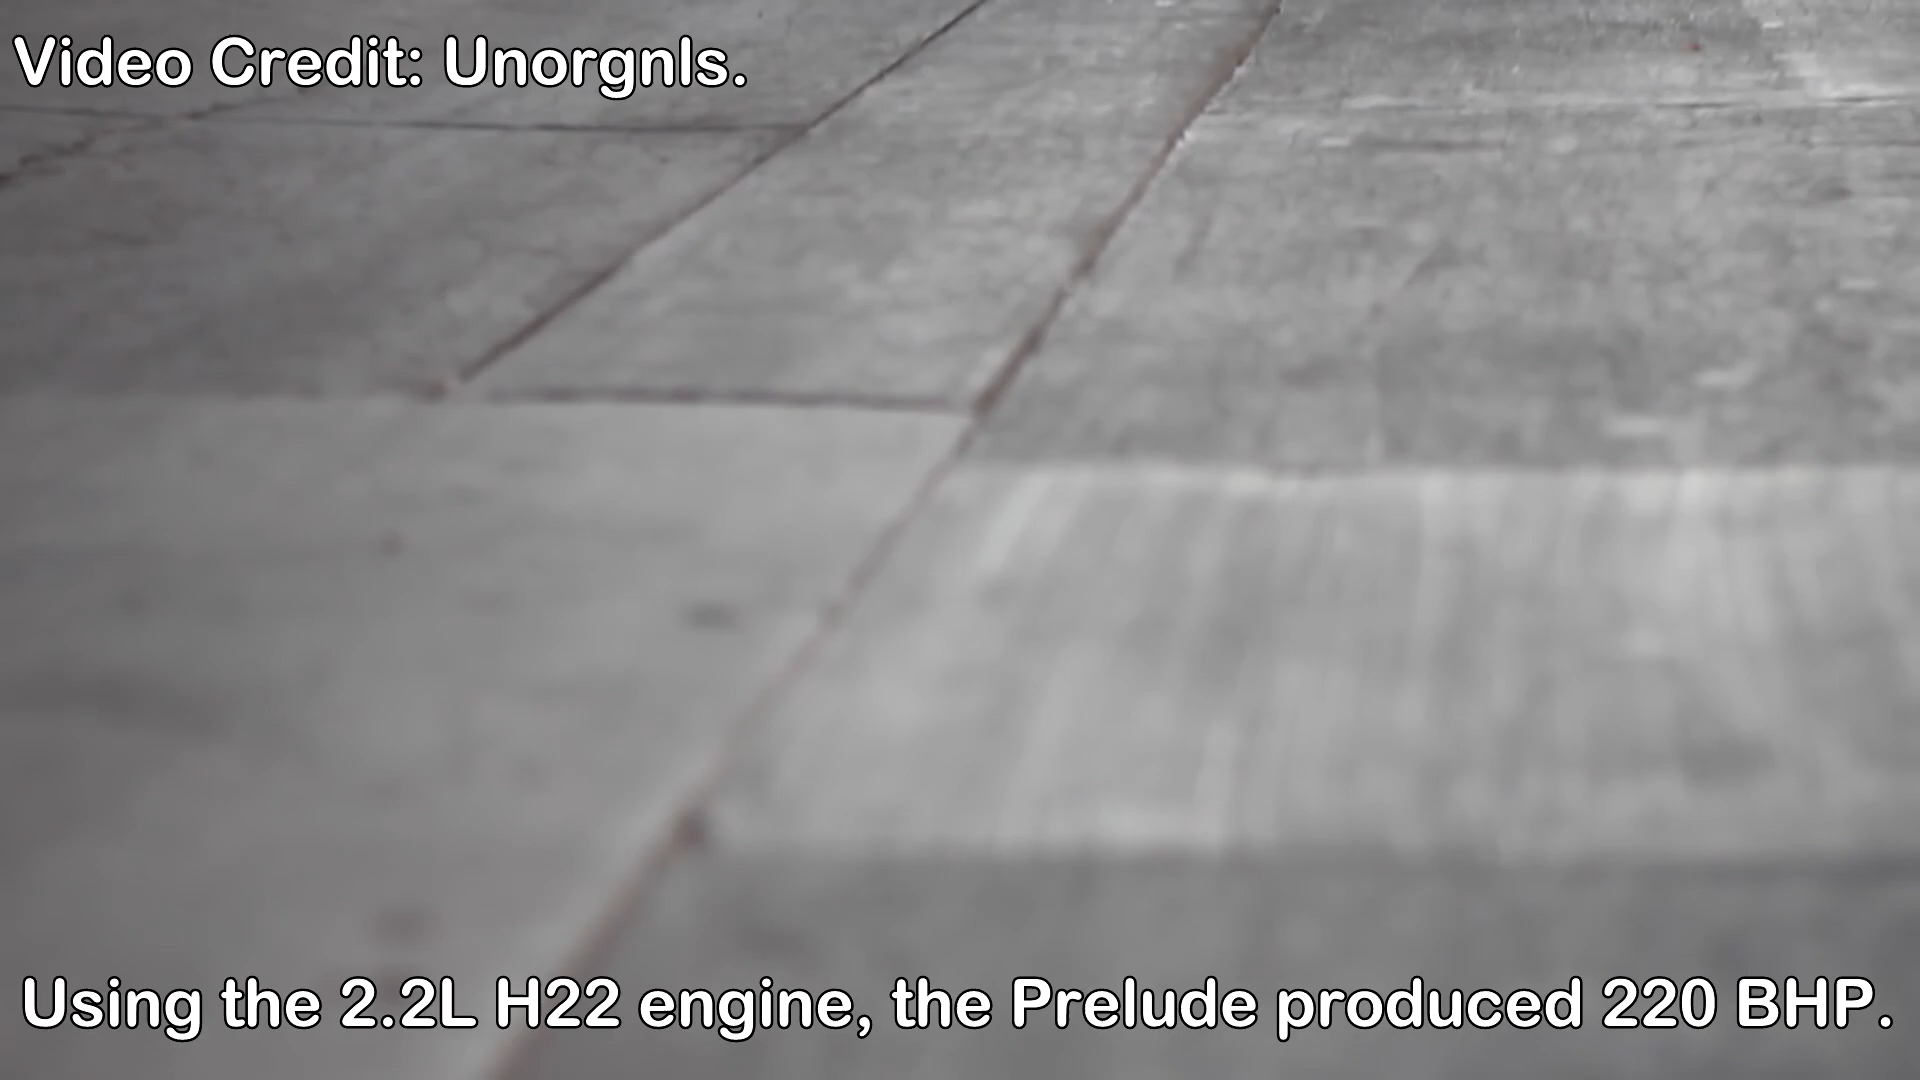 Video Credit: Unorgnls.
Using the 2.2L H22 engine, the Prelude produced 220 BHP.